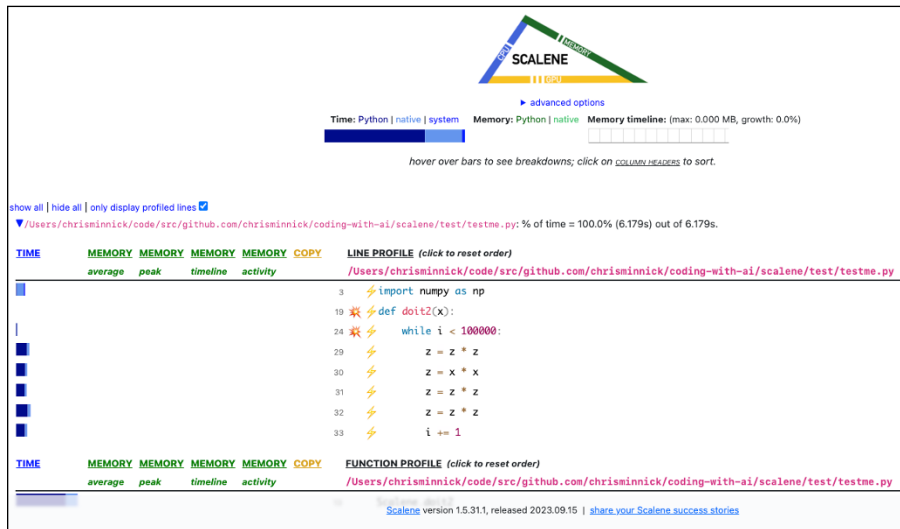 CPU
MEMORY
SCALENE
GPU
▶ advanced options
Time: Python | native | system Memory: Python | native Memory timeline: (max: 0.000 MB, growth: 0.0%)
hover over bars to see breakdowns; click on COLUMN HEADERS to sort.
show all | hide all | only display profiled lines
▼/Users/chrisminnick/code/src/github.com/chrisminnick/coding-with-ai/scalene/test/testme.py: % of time = 100.0% (6.179s) out of 6.179s.
TIME MEMORY MEMORY MEMORY MEMORY COPY LINE PROFILE (click to reset order)
average peak timeline activity /Users/chrisminnick/code/src/github.com/chrisminnick/coding-with-ai/scalene/test/testme.py
3 ⚡import numpy as np
19 💥 ⚡def doit2(x):
24 💥 ⚡ while i < 100000:
29 ⚡ z = z * z
30 ⚡ z = x * x
31 ⚡ z = z * z
32 ⚡ z = z * z
33 ⚡ i += 1
TIME MEMORY MEMORY MEMORY MEMORY COPY FUNCTION PROFILE (click to reset order)
average peak timeline activity /Users/chrisminnick/code/src/github.com/chrisminnick/coding-with-ai/scalene/test/testme.py
Scalene version 1.5.31.1, released 2023.09.15 | share your Scalene success stories